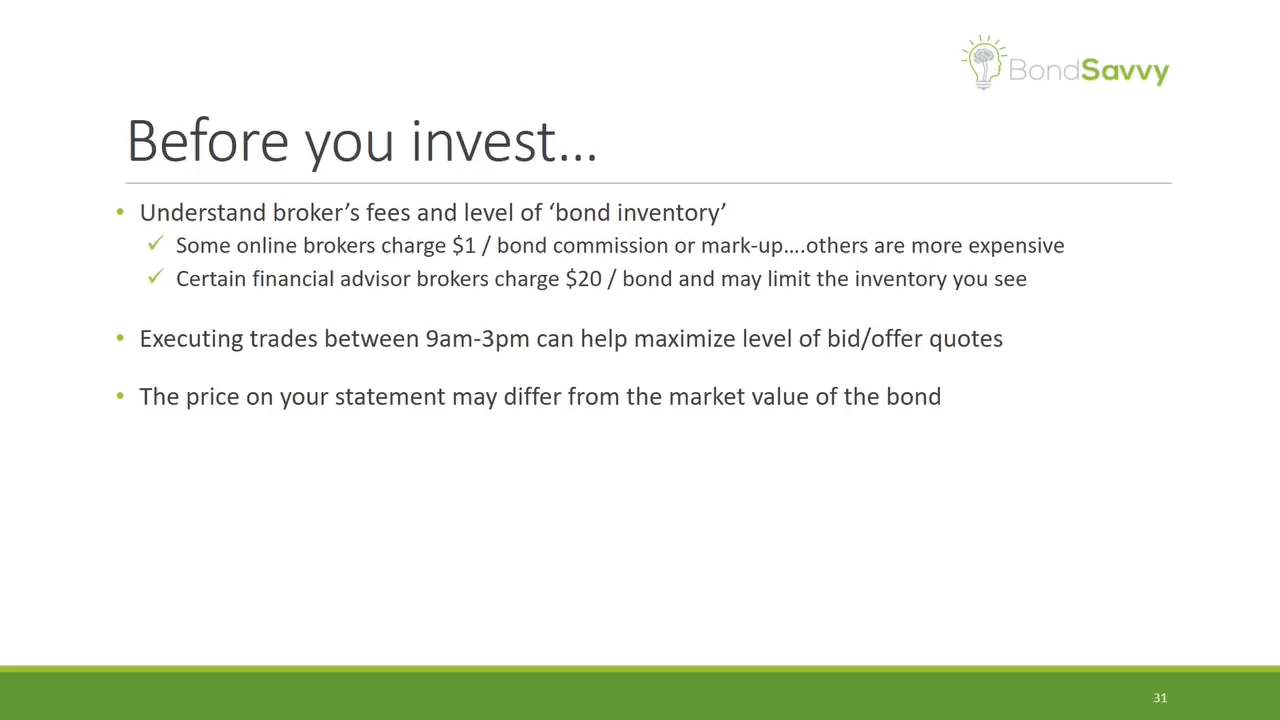 BondSavvy
Before you invest…
• Understand broker’s fees and level of ‘bond inventory’
✓ Some online brokers charge $1 / bond commission or mark-up….others are more expensive
✓ Certain financial advisor brokers charge $20 / bond and may limit the inventory you see
• Executing trades between 9am-3pm can help maximize level of bid/offer quotes
• The price on your statement may differ from the market value of the bond
31